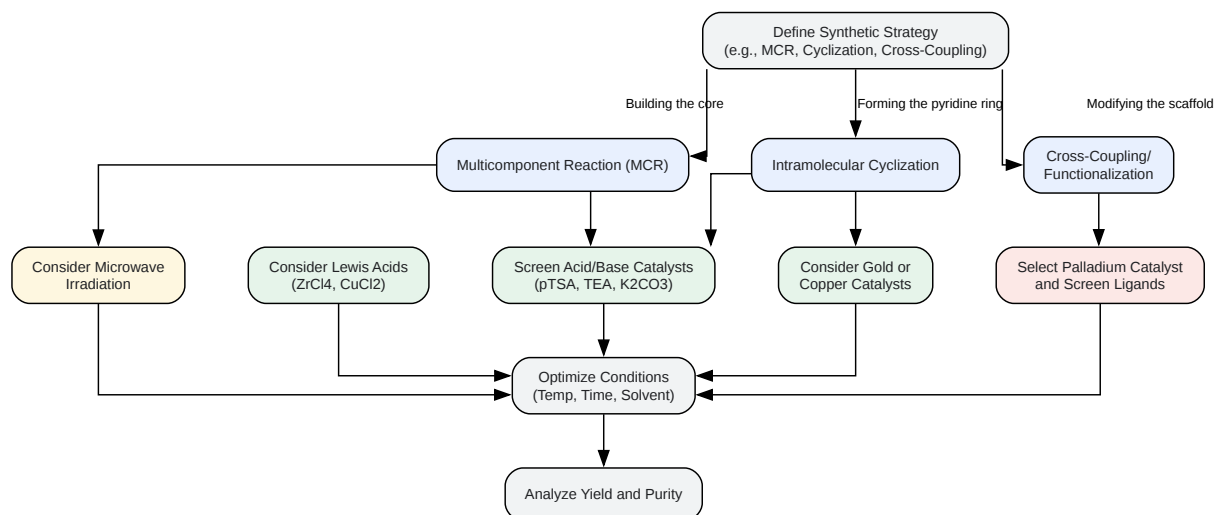 Define Synthetic Strategy
(e.g., MCR, Cyclization, Cross-Coupling)
Building the core
Forming the pyridine ring
Modifying the scaffold
Multicomponent Reaction (MCR)
Intramolecular Cyclization
Cross-Coupling/
Functionalization
Consider Microwave
Irradiation
Consider Lewis Acids
(ZrCl4, CuCl2)
Screen Acid/Base Catalysts
(pTSA, TEA, K2CO3)
Consider Gold or
Copper Catalysts
Select Palladium Catalyst
and Screen Ligands
Optimize Conditions
(Temp, Time, Solvent)
Analyze Yield and Purity